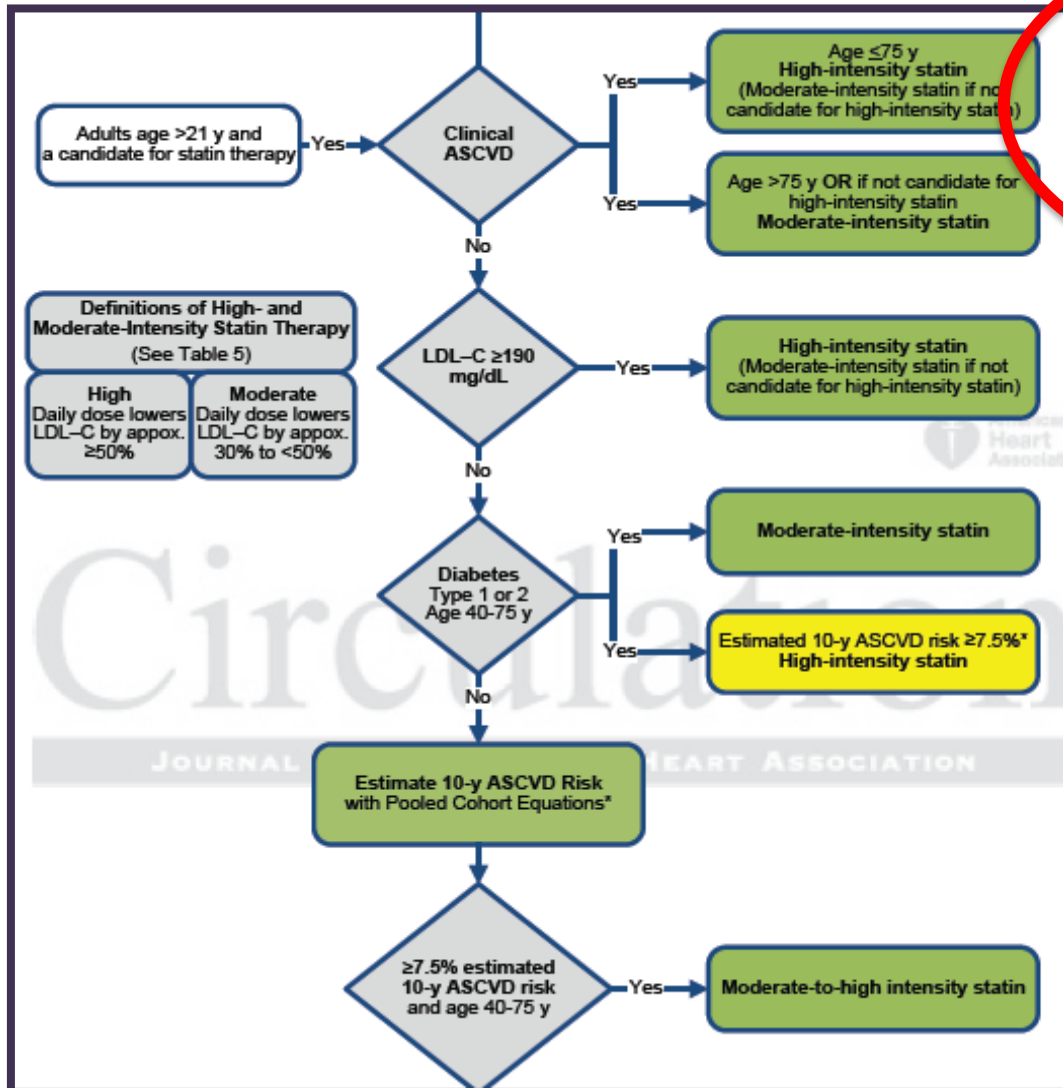 Age ≤75 y
High-intensity statin
(Moderate-intensity statin if not
candidate for high-intensity statin)
Adults age >21 y and
a candidate for statin therapy
Yes
Clinical
ASCVD
Yes
Yes
Age >75 y OR if not candidate for
high-intensity statin
Moderate-intensity statin
No
Definitions of High- and
Moderate-Intensity Statin Therapy
(See Table 5)
High
Daily dose lowers
LDL–C by appox.
≥50%
Moderate
Daily dose lowers
LDL–C by appox.
30% to <50%
LDL–C ≥190
mg/dL
Yes
High-intensity statin
(Moderate-intensity statin if not
candidate for high-intensity statin)
American
Heart
Associat
No
Diabetes
Type 1 or 2
Age 40-75 y
Yes
Moderate-intensity statin
Yes
Estimated 10-y ASCVD risk ≥7.5%*
High-intensity statin
No
Circulation
JOURNAL HEART ASSOCIATION
Estimate 10-y ASCVD Risk
with Pooled Cohort Equations*
≥7.5% estimated
10-y ASCVD risk
and age 40-75 y
Yes
Moderate-to-high intensity statin